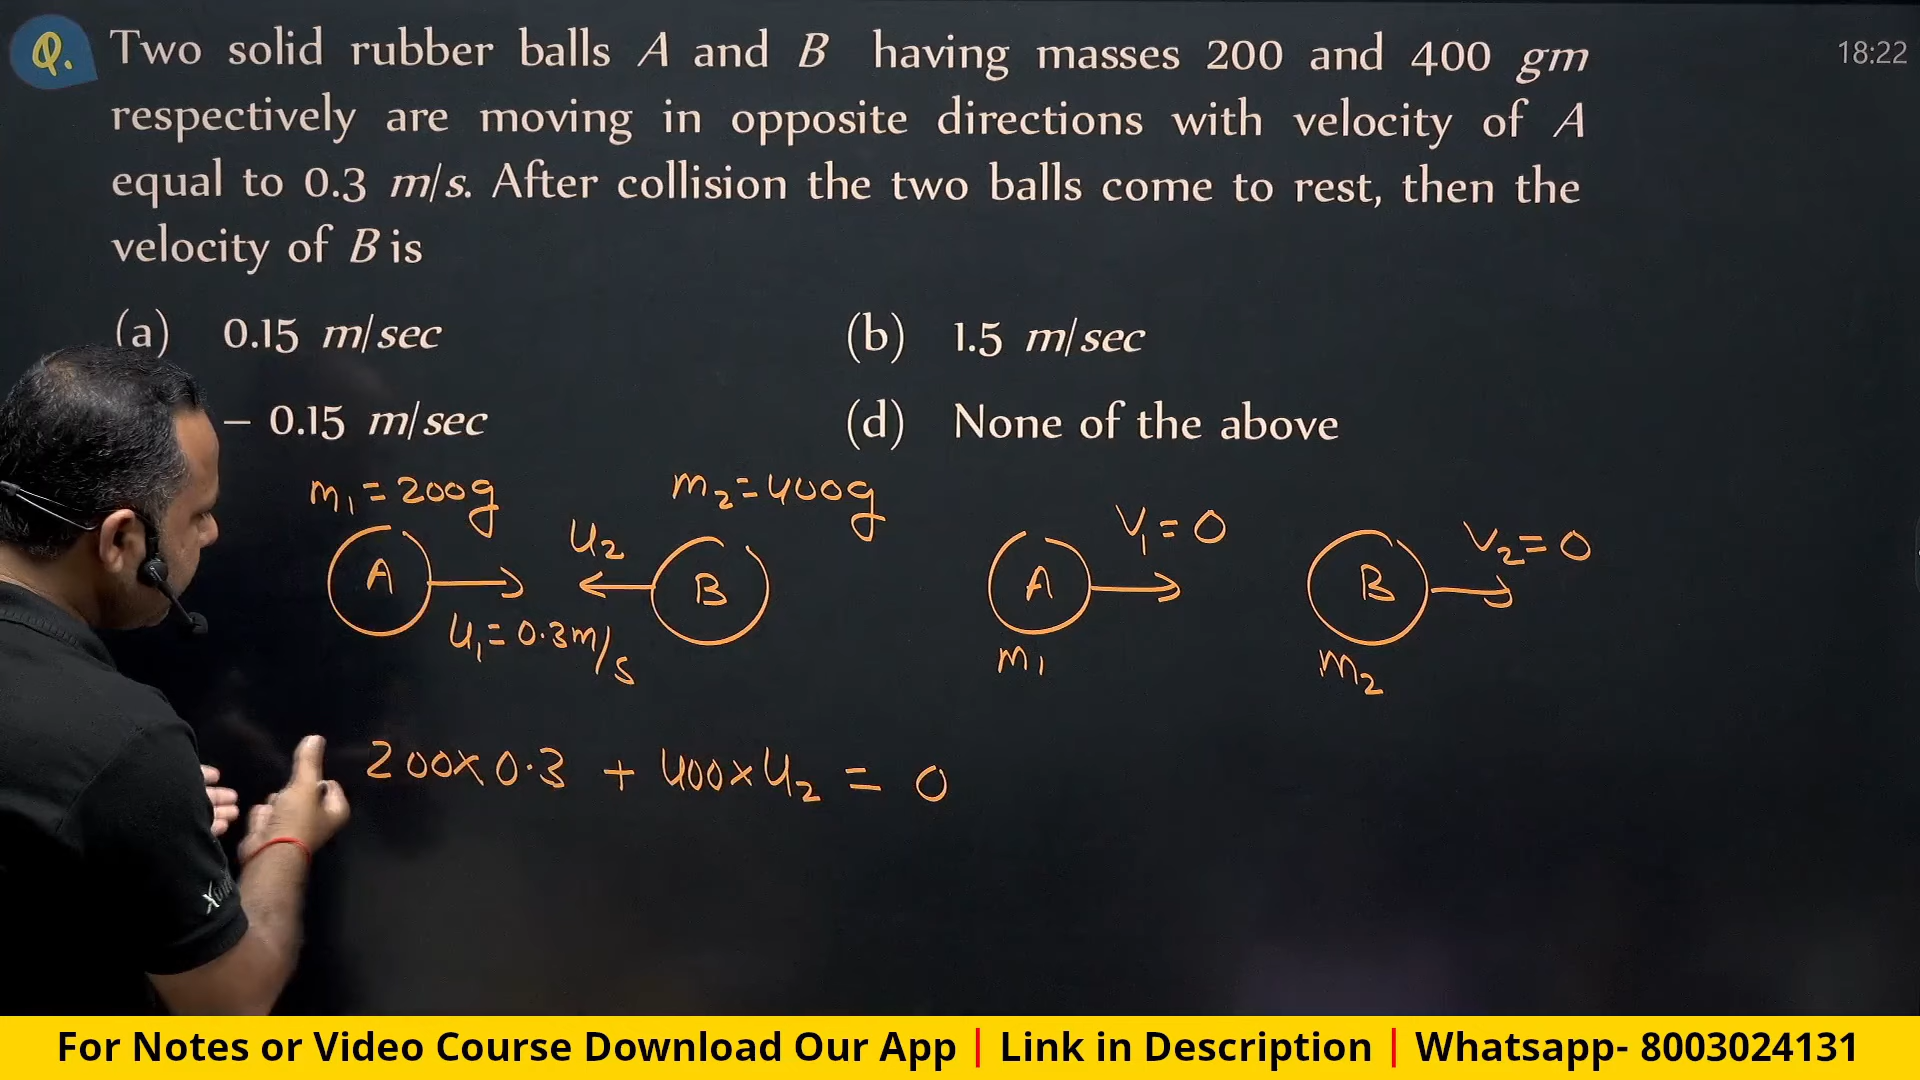 Q. Two solid rubber balls A and B having masses 200 and 400 gm
18:22
respectively are moving in opposite directions with velocity of A
equal to 0.3 m/s. After collision the two balls come to rest, then the
velocity of B is
(a) 0.15 m/sec (b) 1.5 m/sec
– 0.15 m/sec (d) None of the above
m₁ = 200g m₂ = 400g
V₁ = 0 V₂ = 0
u₂
A B A B
u₁ = 0.3 m/s
m₁ m₂
200×0.3 + 400×u₂ = 0
For Notes or Video Course Download Our App | Link in Description | Whatsapp- 8003024131